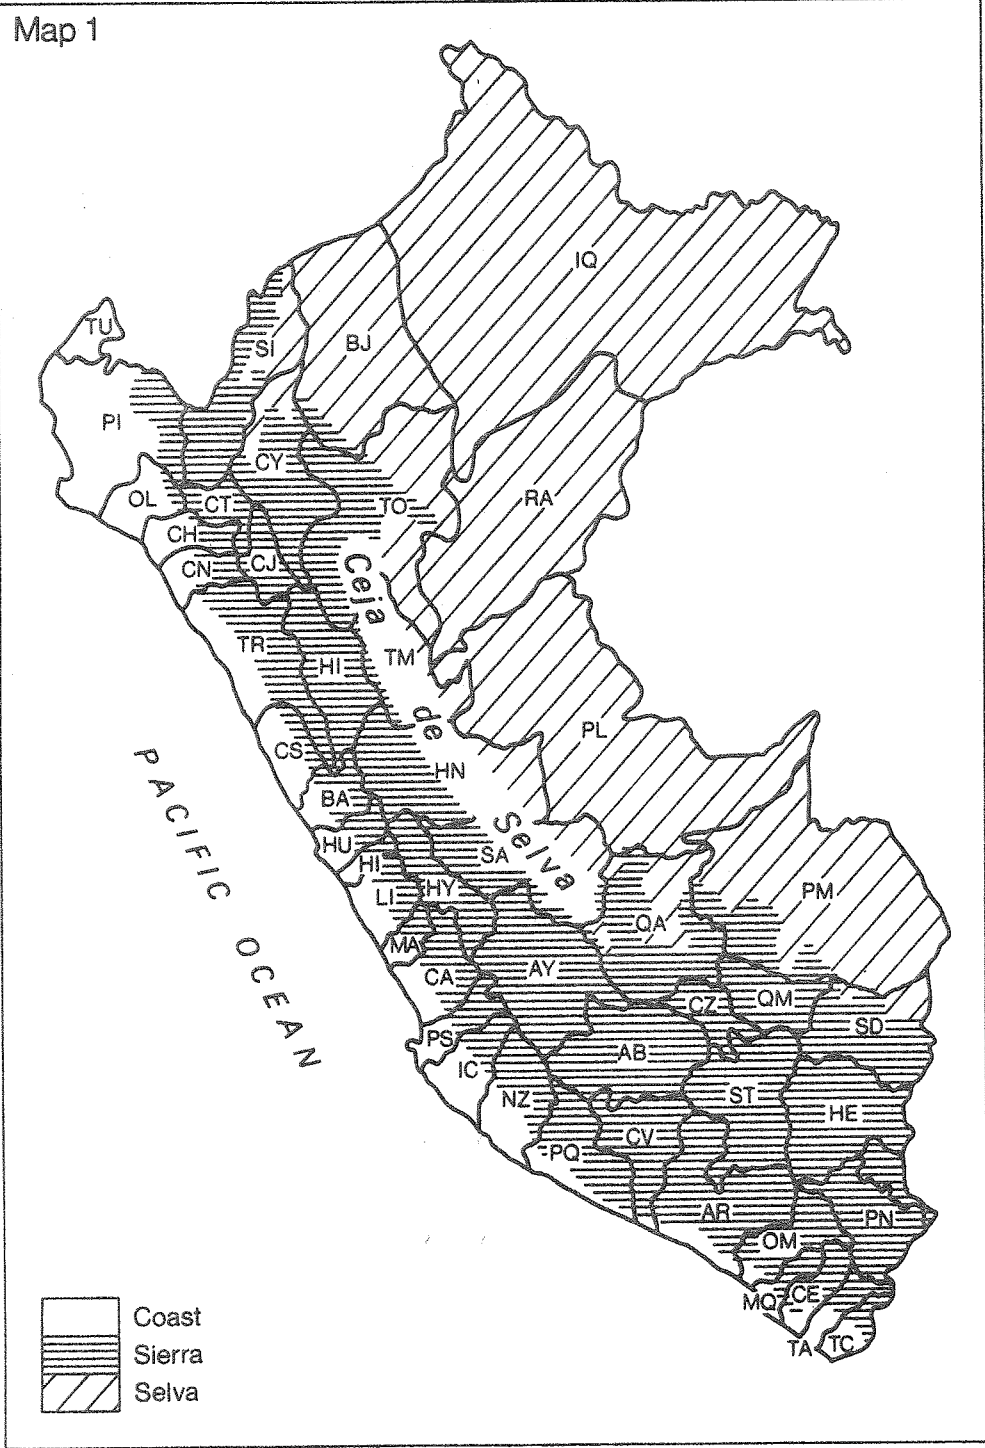 Map 1
IQ
TU
SI
BJ
PI
CY
OL
CT
TO
RA
CH
CN
CJ
Ceja
TR
HI
TM
de
CS
PL
HN
BA
Selva
HU
HI
SA
LI
HY
PM
QA
MA
CA
AY
CZ
QM
SD
PS
AB
IC
ST
NZ
HE
CV
PQ
AR
PN
OM
MQ
CE
TA
TC
PACIFIC OCEAN
Coast
Sierra
Selva